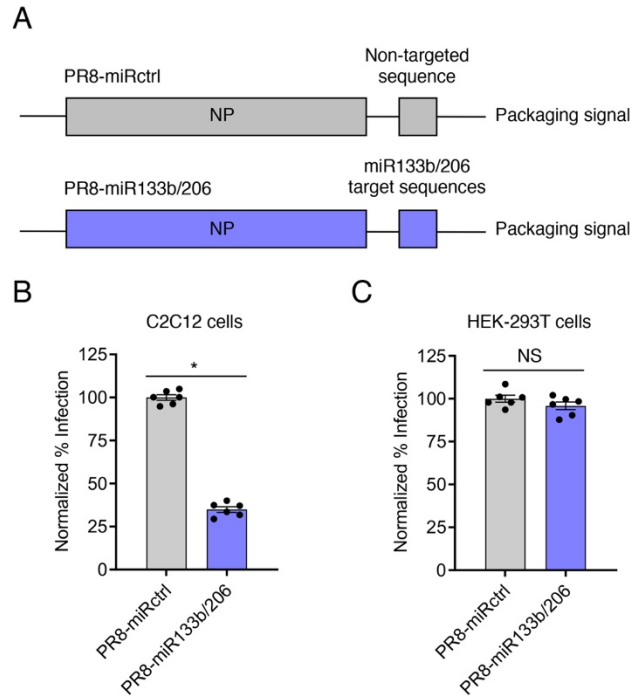 A
Non-targeted
sequence
PR8-miRctrl
NP
Packaging signal
miR133b/206
target sequences
PR8-miR133b/206
NP
Packaging signal
B
C2C12 cells
Normalized % Infection
125
100
75
50
25
0
*
PR8-miRctrl
PR8-miR133b/206
C
HEK-293T cells
Normalized % Infection
125
100
75
50
25
0
NS
PR8-miRctrl
PR8-miR133b/206